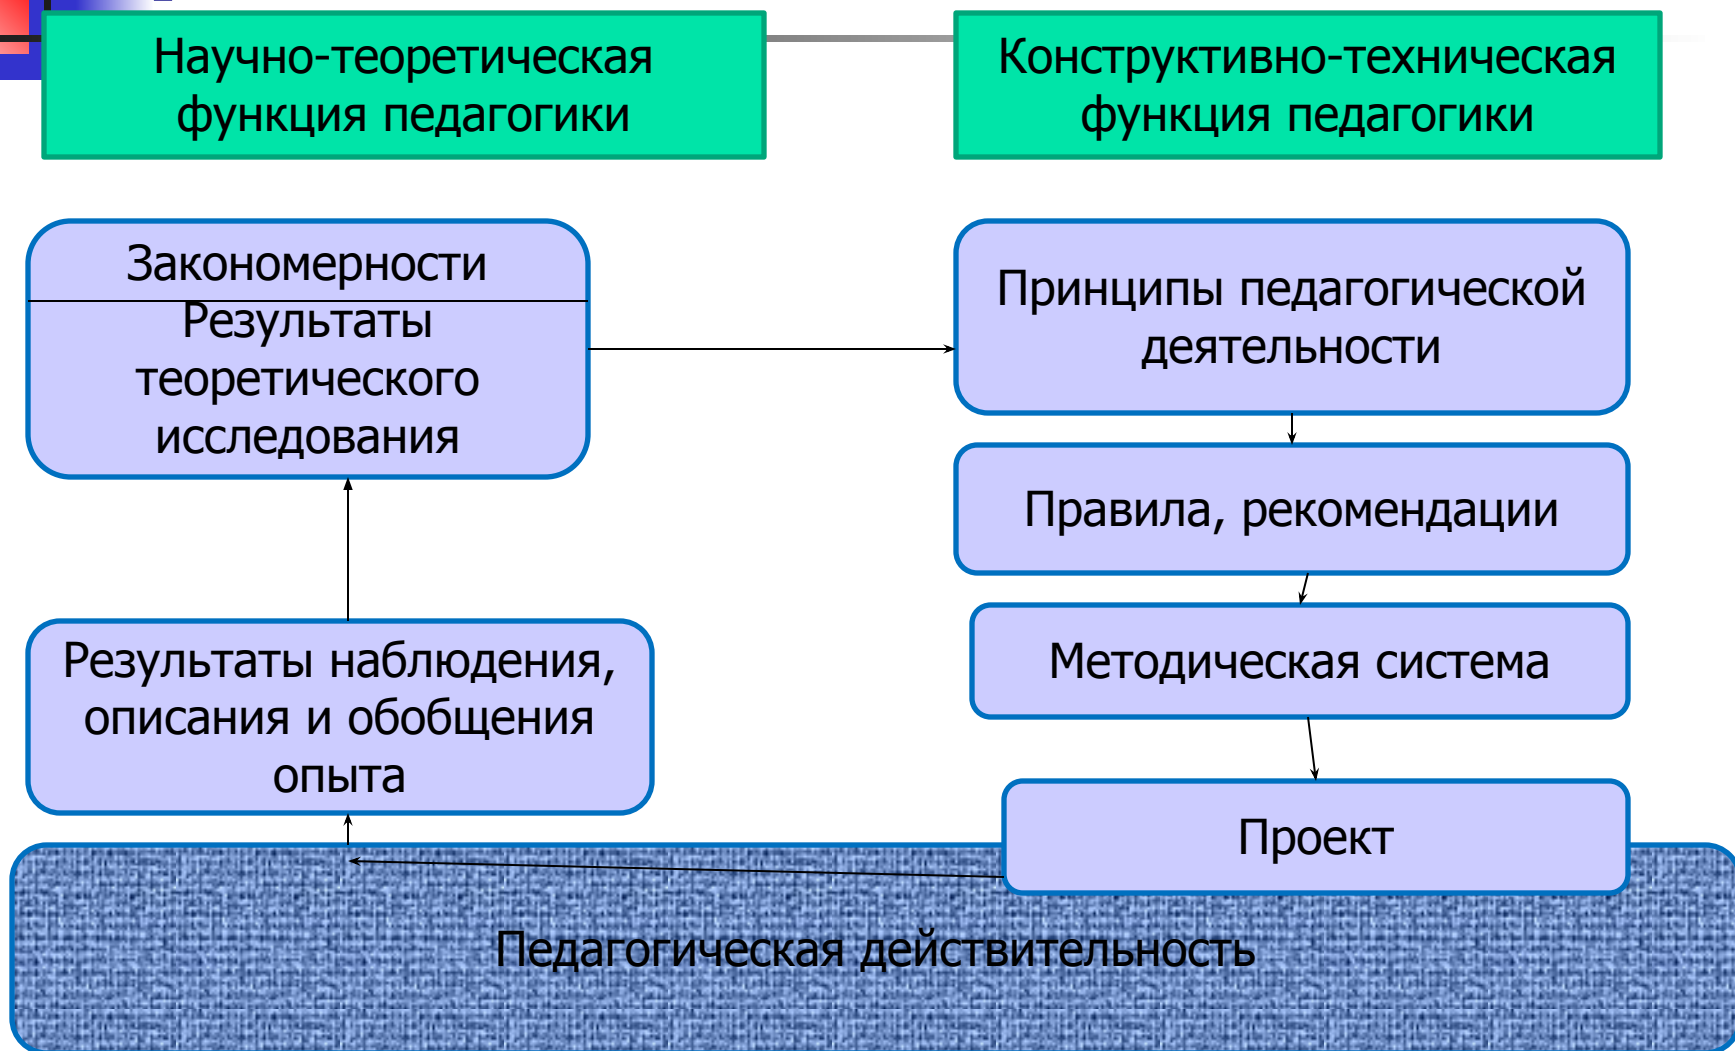 Научно-теоретическая
функция педагогики
Конструктивно-техническая
функция педагогики
Закономерности
Результаты
теоретического
исследования
Принципы педагогической
деятельности
Правила, рекомендации
Методическая система
Результаты наблюдения,
описания и обобщения
опыта
Проект
Педагогическая действительность